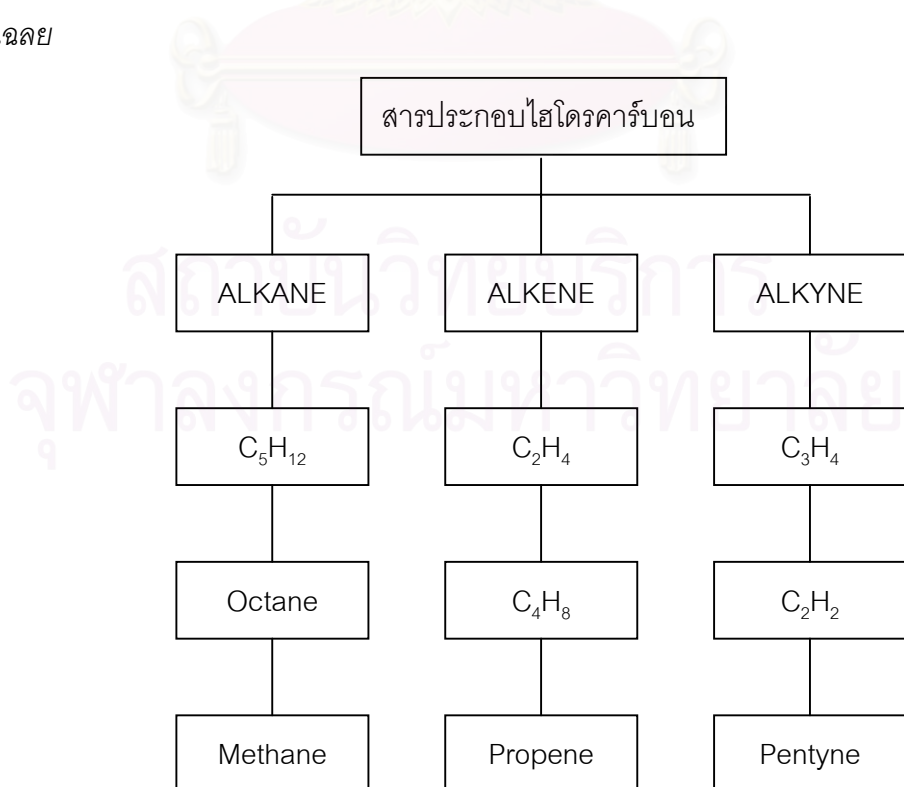 ฉลย
สารประกอบไฮโดรคาร์บอน
ALKANE ALKENE ALKYNE
C₅H₁₂ C₂H₄ C₃H₄
Octane C₄H₈ C₂H₂
Methane Propene Pentyne
สถาบันวิทยบริการ
จุฬาลงกรณ์มหาวิทยาลัย